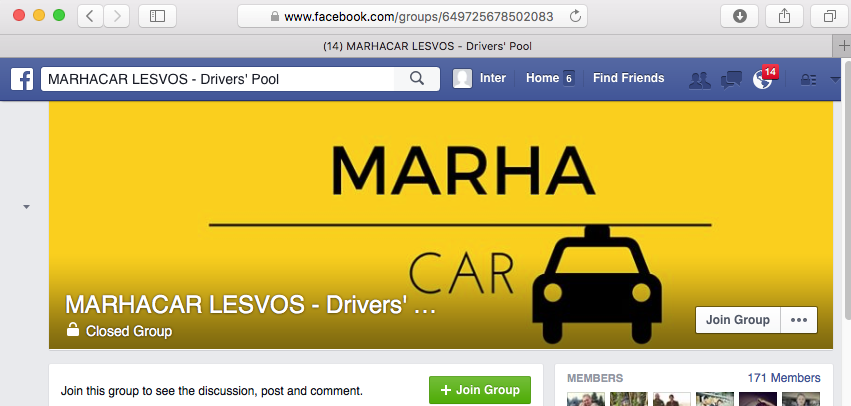 www.facebook.com/groups/649725678502083
(14) MARHACAR LESVOS - Drivers' Pool
MARHACAR LESVOS - Drivers' Pool
Inter
Home 6
Find Friends
14
MARHA
CAR
MARHACAR LESVOS - Drivers' ...
Closed Group
Join Group
Join this group to see the discussion, post and comment.
+ Join Group
MEMBERS
171 Members